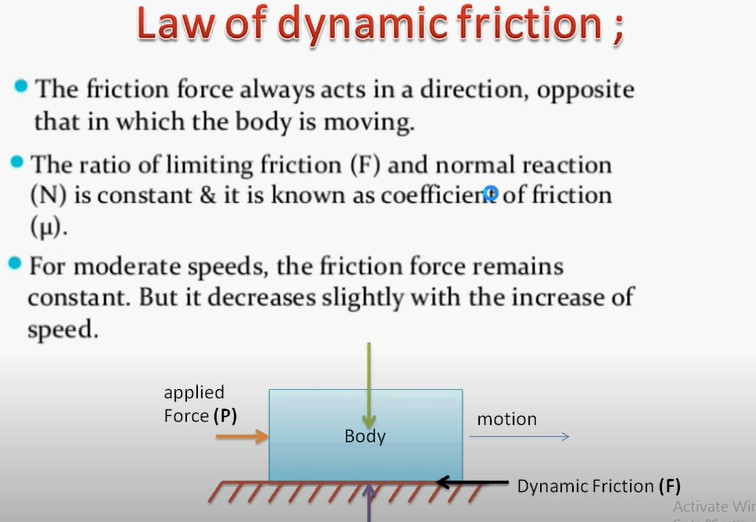 Law of dynamic friction ;
• The friction force always acts in a direction, opposite
that in which the body is moving.
• The ratio of limiting friction (F) and normal reaction
(N) is constant & it is known as coefficient of friction
(μ).
• For moderate speeds, the friction force remains
constant. But it decreases slightly with the increase of
speed.
applied
Force (P)
motion
Body
Dynamic Friction (F)
Activate Win